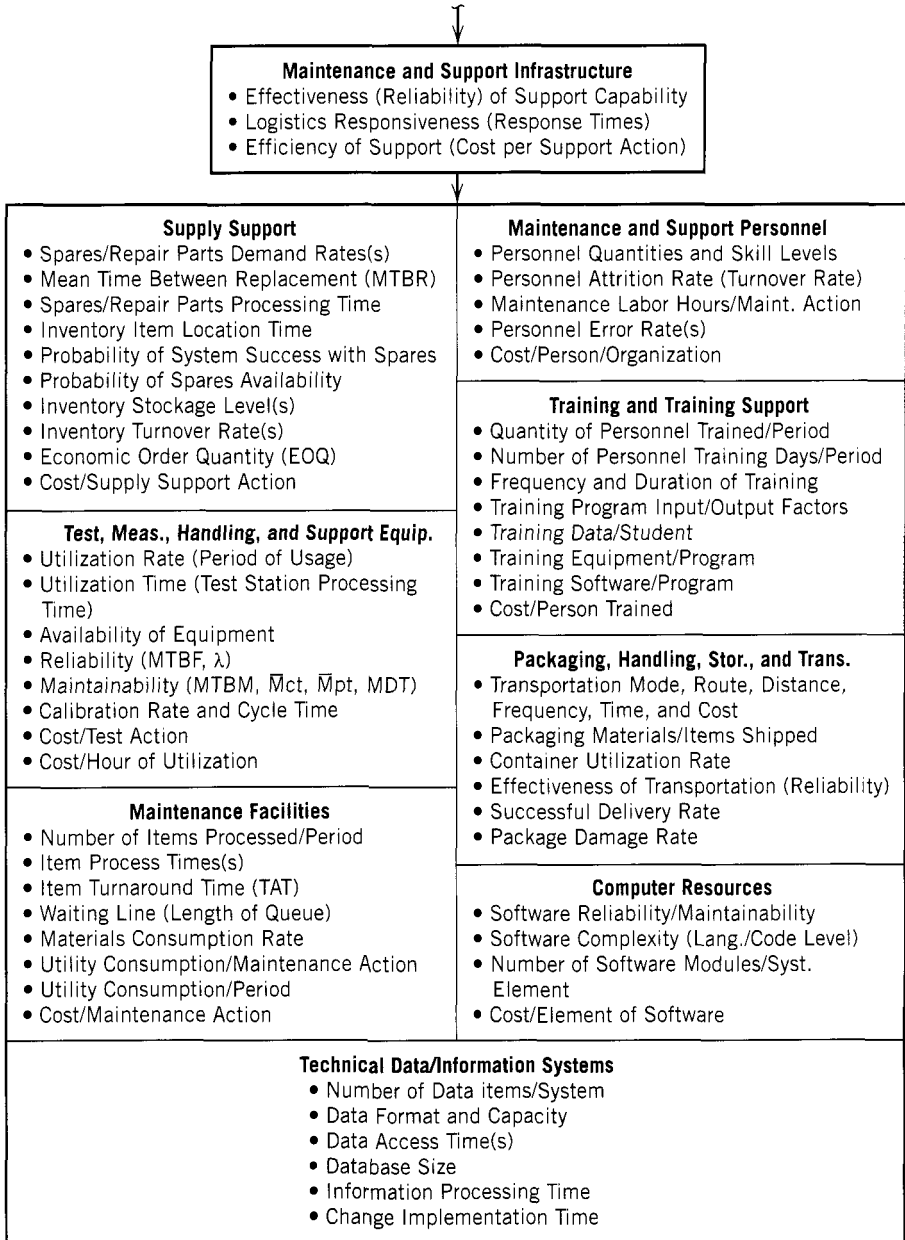 Maintenance and Support Infrastructure
• Effectiveness (Reliability) of Support Capability
• Logistics Responsiveness (Response Times)
• Efficiency of Support (Cost per Support Action)
Supply Support
• Spares/Repair Parts Demand Rates(s)
• Mean Time Between Replacement (MTBR)
• Spares/Repair Parts Processing Time
• Inventory Item Location Time
• Probability of System Success with Spares
• Probability of Spares Availability
• Inventory Stockage Level(s)
• Inventory Turnover Rate(s)
• Economic Order Quantity (EOQ)
• Cost/Supply Support Action
Test, Meas., Handling, and Support Equip.
• Utilization Rate (Period of Usage)
• Utilization Time (Test Station Processing
Time)
• Availability of Equipment
• Reliability (MTBF, λ)
• Maintainability (MTBM, M̅ct, M̅pt, MDT)
• Calibration Rate and Cycle Time
• Cost/Test Action
• Cost/Hour of Utilization
Maintenance Facilities
• Number of Items Processed/Period
• Item Process Times(s)
• Item Turnaround Time (TAT)
• Waiting Line (Length of Queue)
• Materials Consumption Rate
• Utility Consumption/Maintenance Action
• Utility Consumption/Period
• Cost/Maintenance Action
Maintenance and Support Personnel
• Personnel Quantities and Skill Levels
• Personnel Attrition Rate (Turnover Rate)
• Maintenance Labor Hours/Maint. Action
• Personnel Error Rate(s)
• Cost/Person/Organization
Training and Training Support
• Quantity of Personnel Trained/Period
• Number of Personnel Training Days/Period
• Frequency and Duration of Training
• Training Program Input/Output Factors
• Training Data/Student
• Training Equipment/Program
• Training Software/Program
• Cost/Person Trained
Packaging, Handling, Stor., and Trans.
• Transportation Mode, Route, Distance,
Frequency, Time, and Cost
• Packaging Materials/Items Shipped
• Container Utilization Rate
• Effectiveness of Transportation (Reliability)
• Successful Delivery Rate
• Package Damage Rate
Computer Resources
• Software Reliability/Maintainability
• Software Complexity (Lang./Code Level)
• Number of Software Modules/Syst.
Element
• Cost/Element of Software
Technical Data/Information Systems
• Number of Data items/System
• Data Format and Capacity
• Data Access Time(s)
• Database Size
• Information Processing Time
• Change Implementation Time